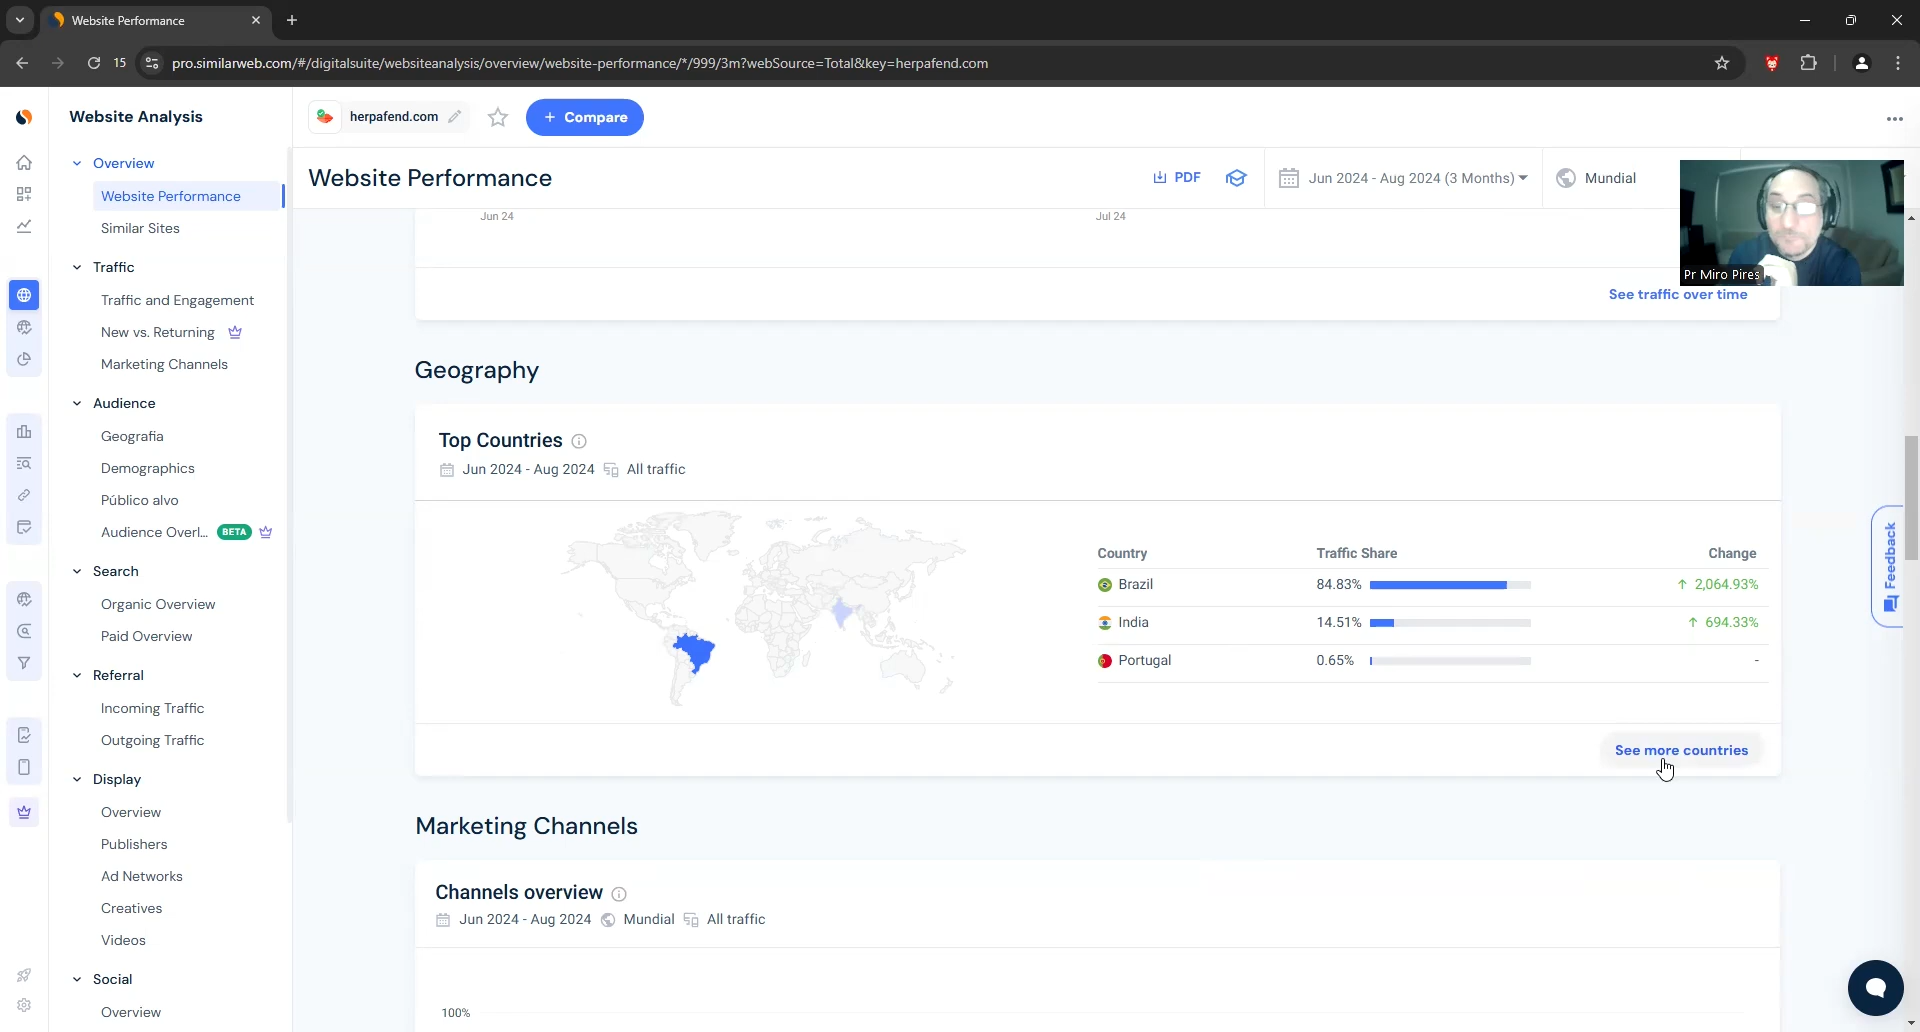 Website Performance
15
pro.similarweb.com/#/digitalsuite/websiteanalysis/overview/website-performance/*/999/3m?webSource=Total&key=herpafend.com
Website Analysis
herpafend.com
+ Compare
Overview
Website Performance
Similar Sites
Traffic
Traffic and Engagement
New vs. Returning
Marketing Channels
Audience
Geografia
Demographics
Público alvo
Audience Overl... BETA
Search
Organic Overview
Paid Overview
Referral
Incoming Traffic
Outgoing Traffic
Display
Overview
Publishers
Ad Networks
Creatives
Videos
Social
Overview
Website Performance
PDF
Jun 2024 - Aug 2024 (3 Months)
Mundial
Pr Miro Pires
Jun 24
Jul 24
See traffic over time
Geography
Top Countries
Jun 2024 - Aug 2024 All traffic
Country Traffic Share Change
Brazil 84.83% ↑ 2,064.93%
India 14.51% ↑ 694.33%
Portugal 0.65% -
See more countries
Marketing Channels
Channels overview
Jun 2024 - Aug 2024 Mundial All traffic
100%
Feedback